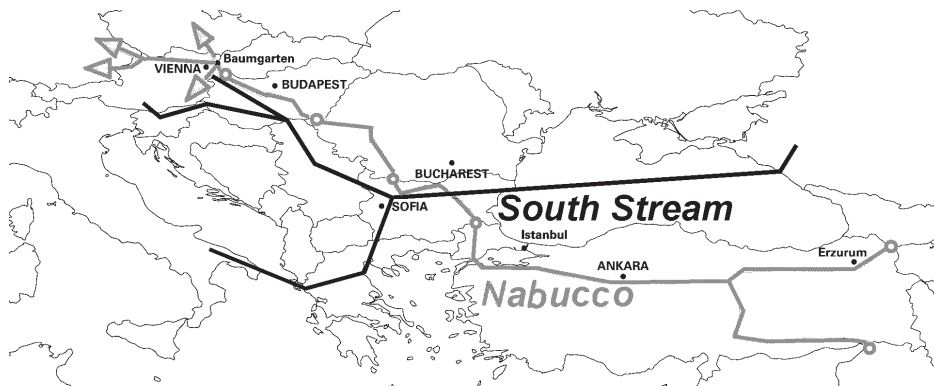 Baumgarten
VIENNA
BUDAPEST
BUCHAREST
SOFIA
South Stream
Istanbul
Erzurum
ANKARA
Nabucco